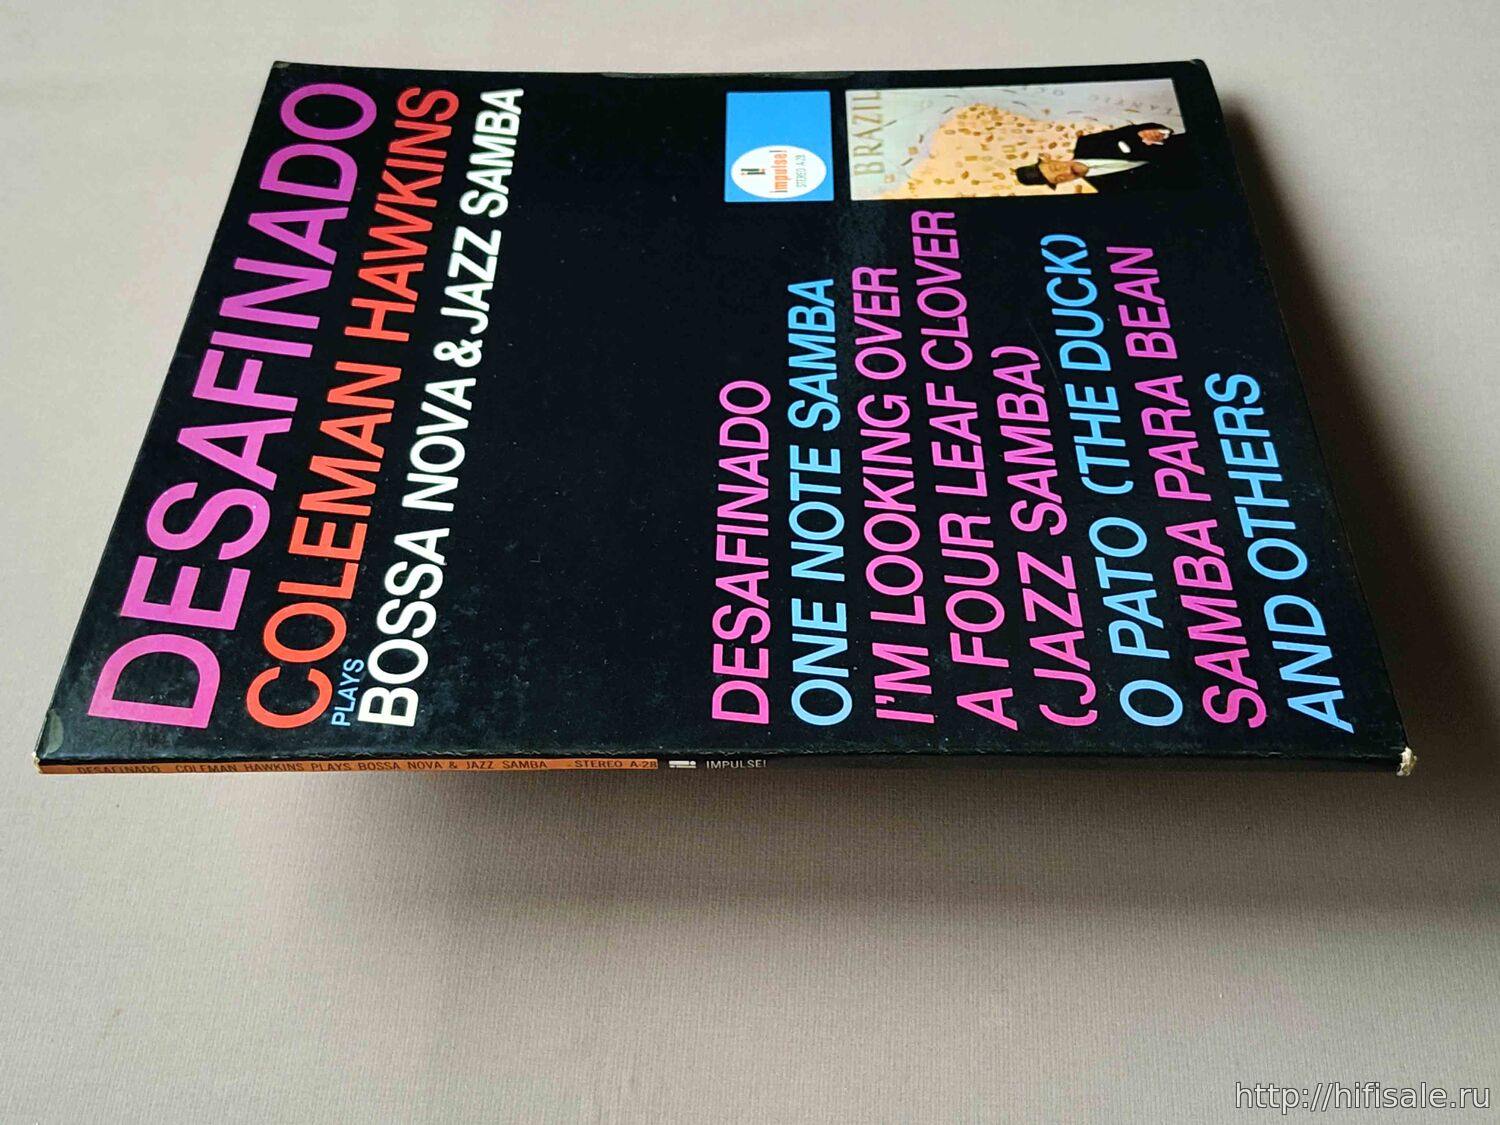 DESAFINADO
COLEMAN HAWKINS
PLAYS
BOSSA NOVA & JAZZ SAMBA
impulse!
STEREO A-28
BRAZIL
DESAFINADO
ONE NOTE SAMBA
I'M LOOKING OVER
A FOUR LEAF CLOVER
(JAZZ SAMBA)
O PATO (THE DUCK)
SAMBA PARA BEAN
AND OTHERS
DESAFINADO COLEMAN HAWKINS PLAYS BOSSA NOVA & JAZZ SAMBA STEREO A-28 IMPULSE!
http://hifisale.ru